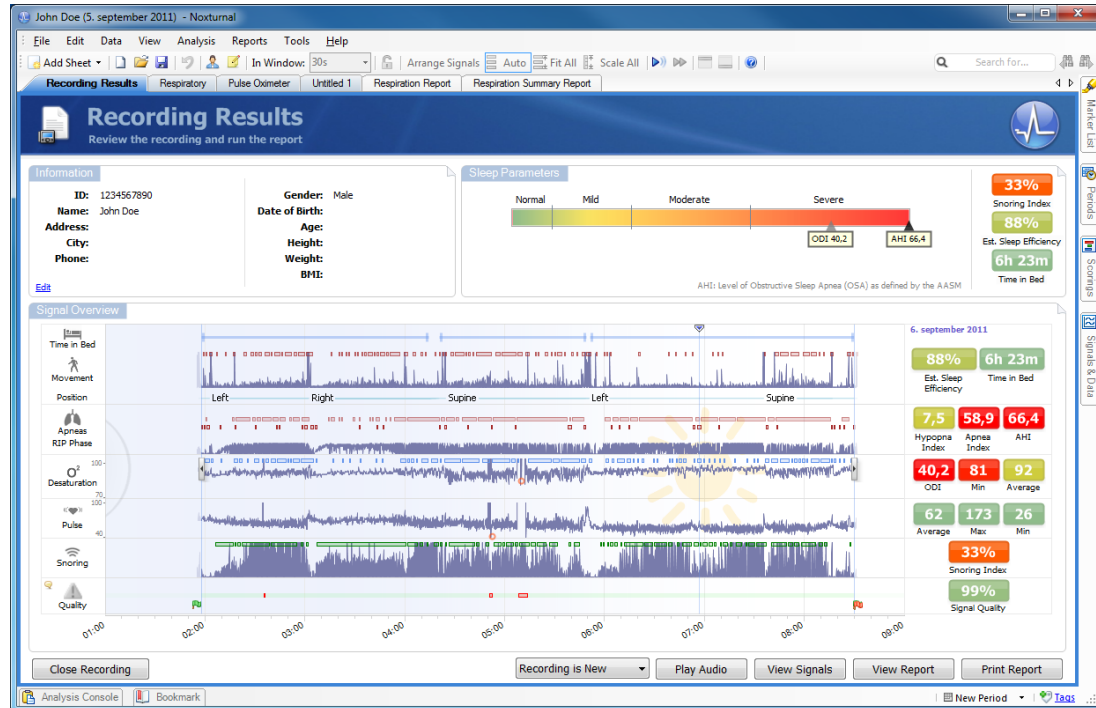 John Doe (5. september 2011) - Noxturnal
File Edit Data View Analysis Reports Tools Help
Add Sheet In Window: 30s Arrange Signals Auto Fit All Scale All Search for...
Recording Results Respiratory Pulse Oximeter Untitled 1 Respiration Report Respiration Summary Report
Recording Results
Review the recording and run the report
Information
ID: 1234567890 Gender: Male
Name: John Doe Date of Birth:
Address: Age:
City: Height:
Phone: Weight:
BMI:
Edit
Sleep Parameters
Normal Mild Moderate Severe
ODI 40,2 AHI 66,4
AHI: Level of Obstructive Sleep Apnea (OSA) as defined by the AASM
33%
Snoring Index
88%
Est. Sleep Efficiency
6h 23m
Time in Bed
Marker List
Periods
Scorings
Signals & Data
Signal Overview
Time in Bed
Movement
Position
Left Right Supine Left Supine
Apneas
RIP Phase
O2
Desaturation
100
70
Pulse
100
40
Snoring
Quality
01:00 02:00 03:00 04:00 05:00 06:00 07:00 08:00 09:00
6. september 2011
88% 6h 23m
Est. Sleep Time in Bed
Efficiency
7,5 58,9 66,4
Hypopna Apnea AHI
Index Index
40,2 81 92
ODI Min Average
62 173 26
Average Max Min
33%
Snoring Index
99%
Signal Quality
Close Recording Recording is New Play Audio View Signals View Report Print Report
Analysis Console Bookmark New Period Tags